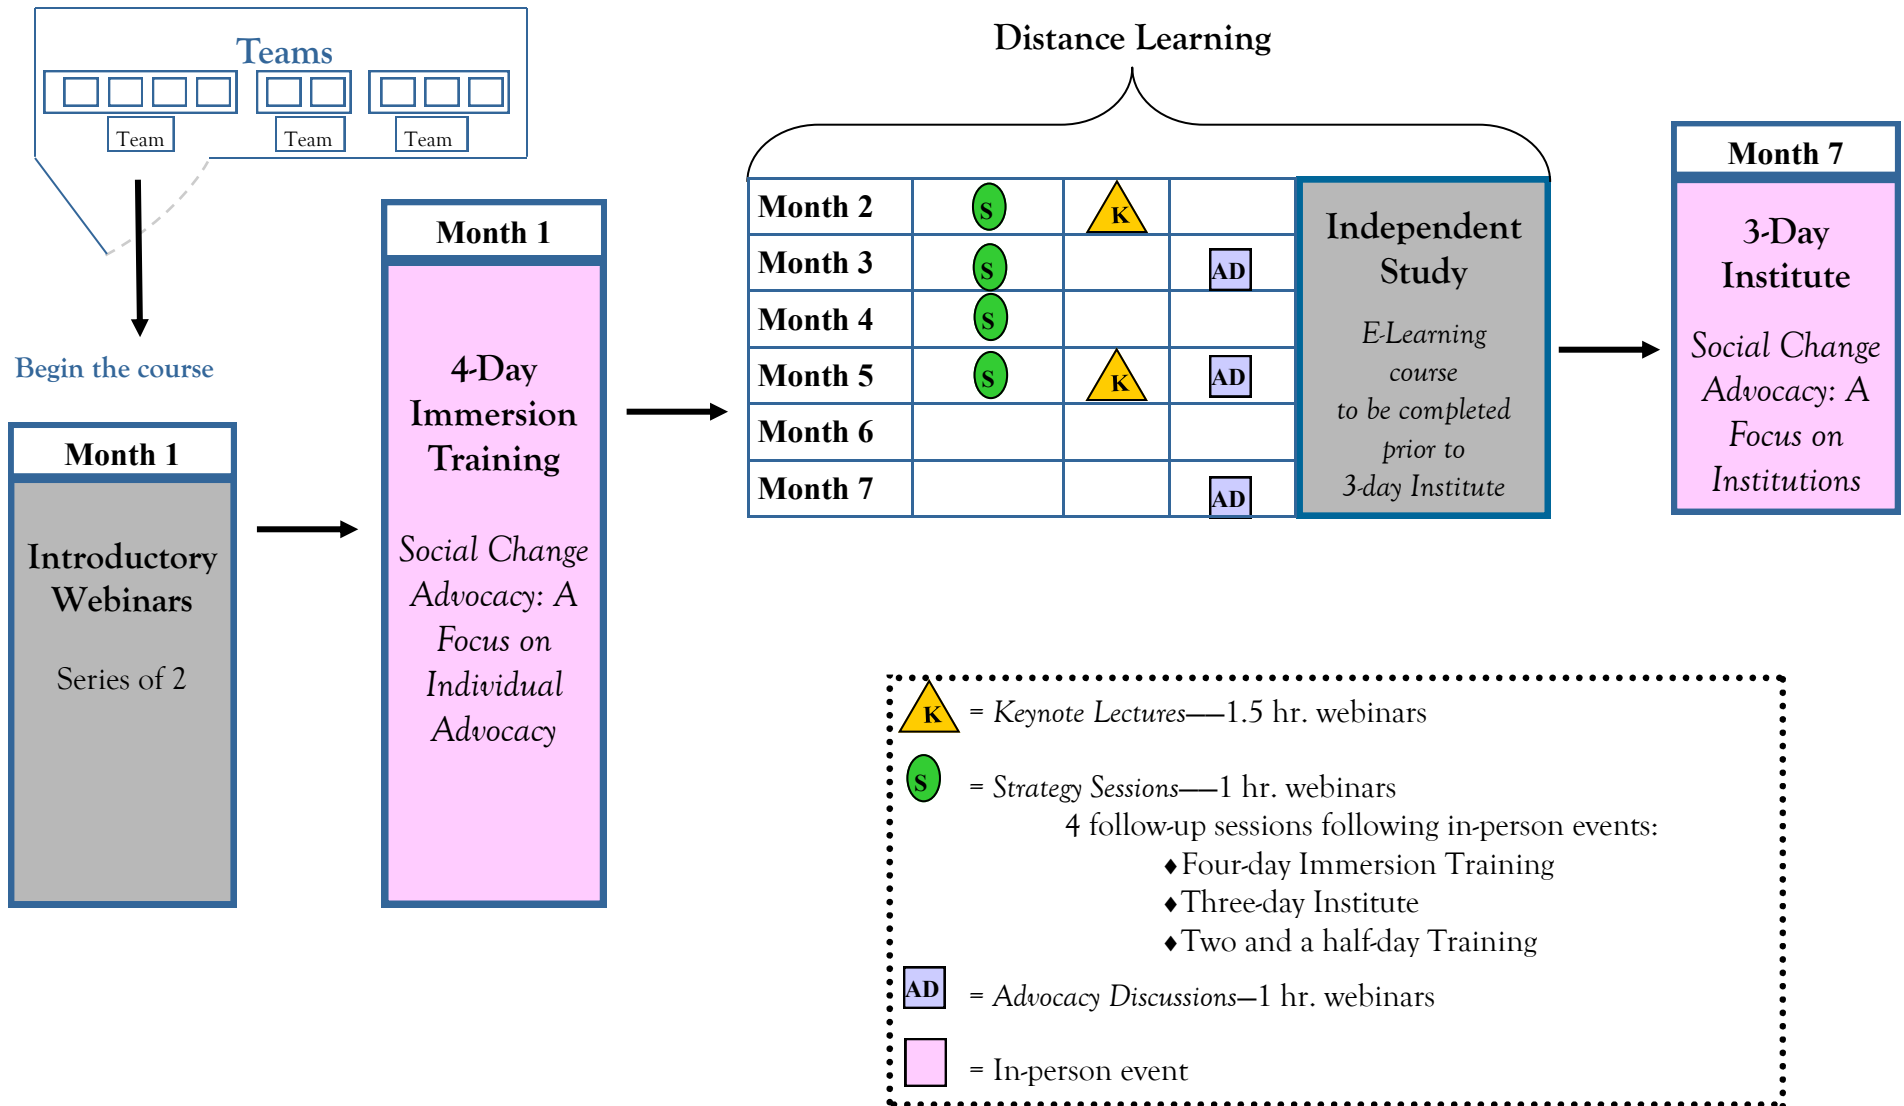 Teams
Team
Team
Team
Begin the course
Month 1
Introductory
Webinars
Series of 2
Month 1
4-Day
Immersion
Training
Social Change
Advocacy: A
Focus on
Individual
Advocacy
Distance Learning
Month 2 S K
Month 3 S AD
Month 4 S
Month 5 S K AD
Month 6
Month 7 AD
Independent
Study
E-Learning
course
to be completed
prior to
3-day Institute
Month 7
3-Day
Institute
Social Change
Advocacy: A
Focus on
Institutions
K = Keynote Lectures——1.5 hr. webinars
S = Strategy Sessions——1 hr. webinars
4 follow-up sessions following in-person events:
♦Four-day Immersion Training
♦Three-day Institute
♦Two and a half-day Training
AD = Advocacy Discussions—1 hr. webinars
= In-person event